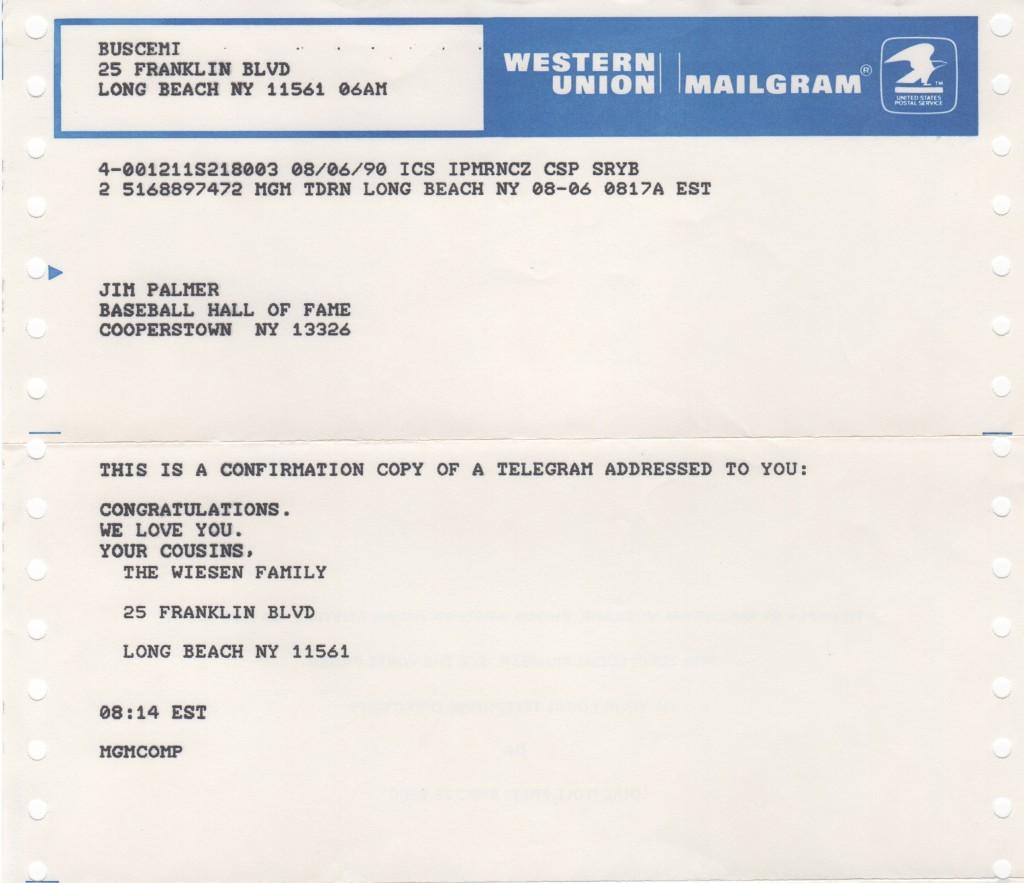 BUSCEMI
25 FRANKLIN BLVD
LONG BEACH NY 11561 06AM
WESTERN UNION MAILGRAM®
UNITED STATES
POSTAL SERVICE
4-001211S218003 08/06/90 ICS IPMRNCZ CSP SRYB
2 5168897472 MGM TDRN LONG BEACH NY 08-06 0817A EST
JIM PALMER
BASEBALL HALL OF FAME
COOPERSTOWN NY 13326
THIS IS A CONFIRMATION COPY OF A TELEGRAM ADDRESSED TO YOU:
CONGRATULATIONS.
WE LOVE YOU.
YOUR COUSINS,
THE WIESEN FAMILY
25 FRANKLIN BLVD
LONG BEACH NY 11561
08:14 EST
MGMCOMP